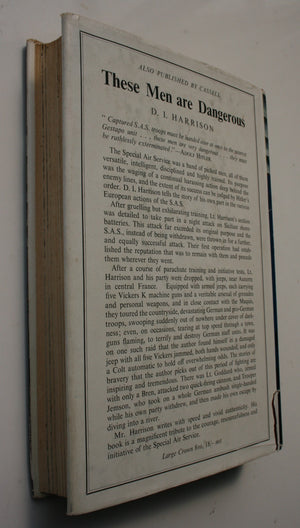 ALSO PUBLISHED BY CASSELL
These Men are Dangerous
D. I. HARRISON
"Captured S.A.S. troops must be handed over at once to the nearest
Gestapo unit . . . these men are very dangerous . . . they must
be ruthlessly exterminated" — ADOLF HITLER.
The Special Air Service was a band of picked men, all of them
versatile, intelligent, disciplined and highly trained. Its purpose
was the waging of a continual harassing action deep behind the
enemy lines, and the extent of its success can be judged by Hitler's
order. D. I. Harrison tells the story of his own part in the various
European actions of the S.A.S.
After gruelling but exhilarating training, Lt. Harrison's section
was detailed to take part in a night attack on Sicilian shore-
batteries. This attack far exceeded its original purpose and the
S.A.S., instead of being withdrawn, were thrown in for a further,
and equally successful attack. Their first operation had estab-
lished the reputation that was to remain with them and precede
them wherever they went.
After a course of parachute training and initiative tests, Lt.
Harrison and his party were dropped, with jeeps, near Auxerre,
in central France. Equipped with armed jeeps, each carrying
five Vickers K machine guns and a veritable arsenal of grenades
and personal weapons, and in close contact with the Maquis,
they toured the countryside, devastating German and pro-German
troops, swooping suddenly out of nowhere under cover of dark-
ness; even, on occasions, tearing at top speed through a town,
guns flaming, to terrify and destroy German staff units. It was
on one such raid that the author found himself in a damaged
jeep with all five Vickers jammed, both hands wounded, and only
a Colt automatic to hold off overwhelming odds. The stories of
bravery that the author picks out of this period of fighting are
inspiring and tremendous. There was Lt. Goddard who, armed
with only a Bren, attacked two quick-firing cannon, and Trooper
Jemson, who took on a whole German ambush single-handed
while his own party withdrew, and then made his own escape by
diving into a river.
Mr. Harrison writes with speed and vivid authenticity. His
book is a magnificent tribute to the courage, resourcefulness and
initiative of the Special Air Service.
Large Crown 8vo,